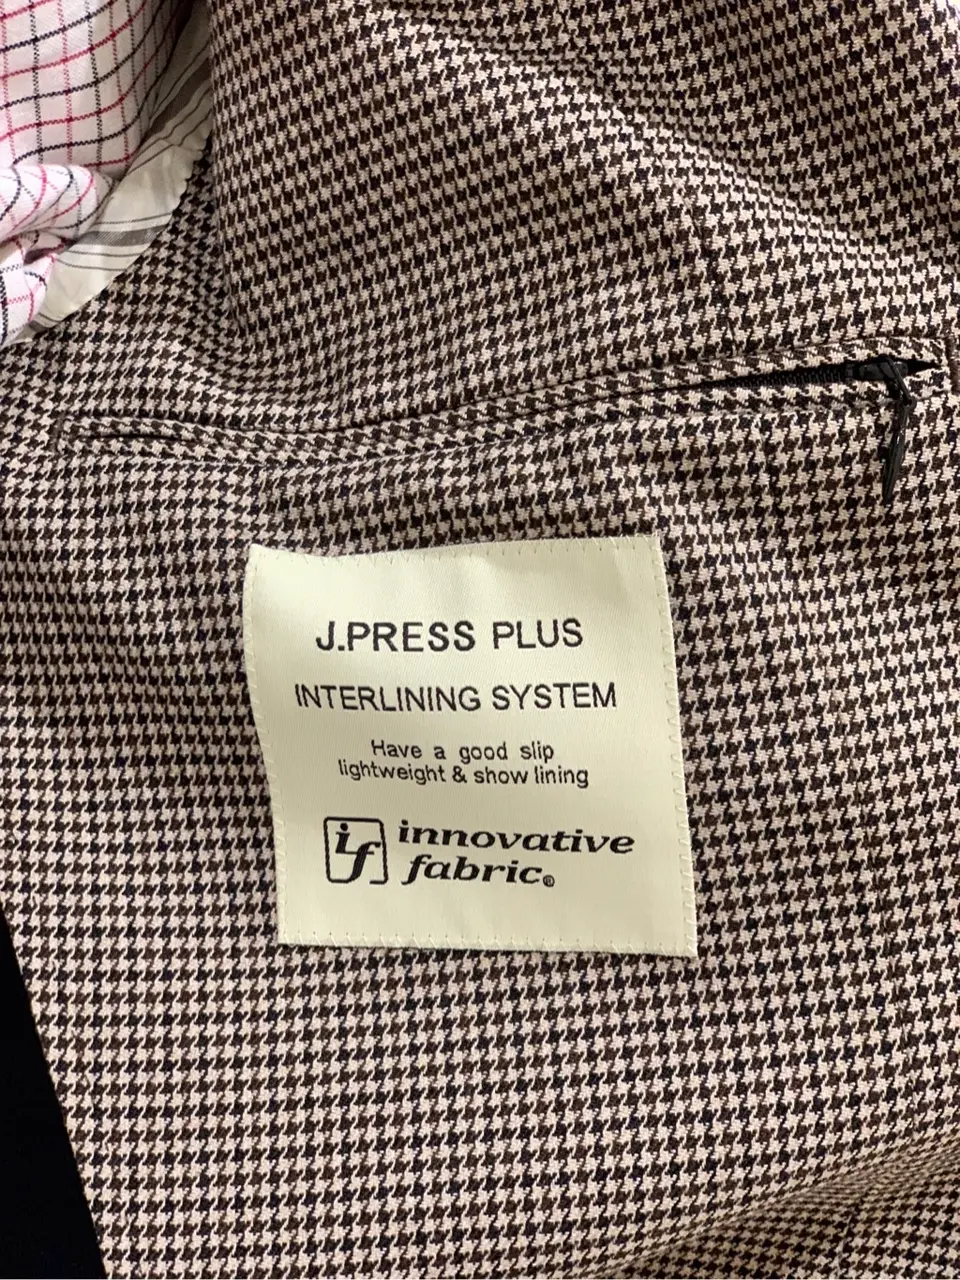 J.PRESS PLUS
INTERLINING SYSTEM
Have a good slip
lightweight & show lining
if innovative
fabric®